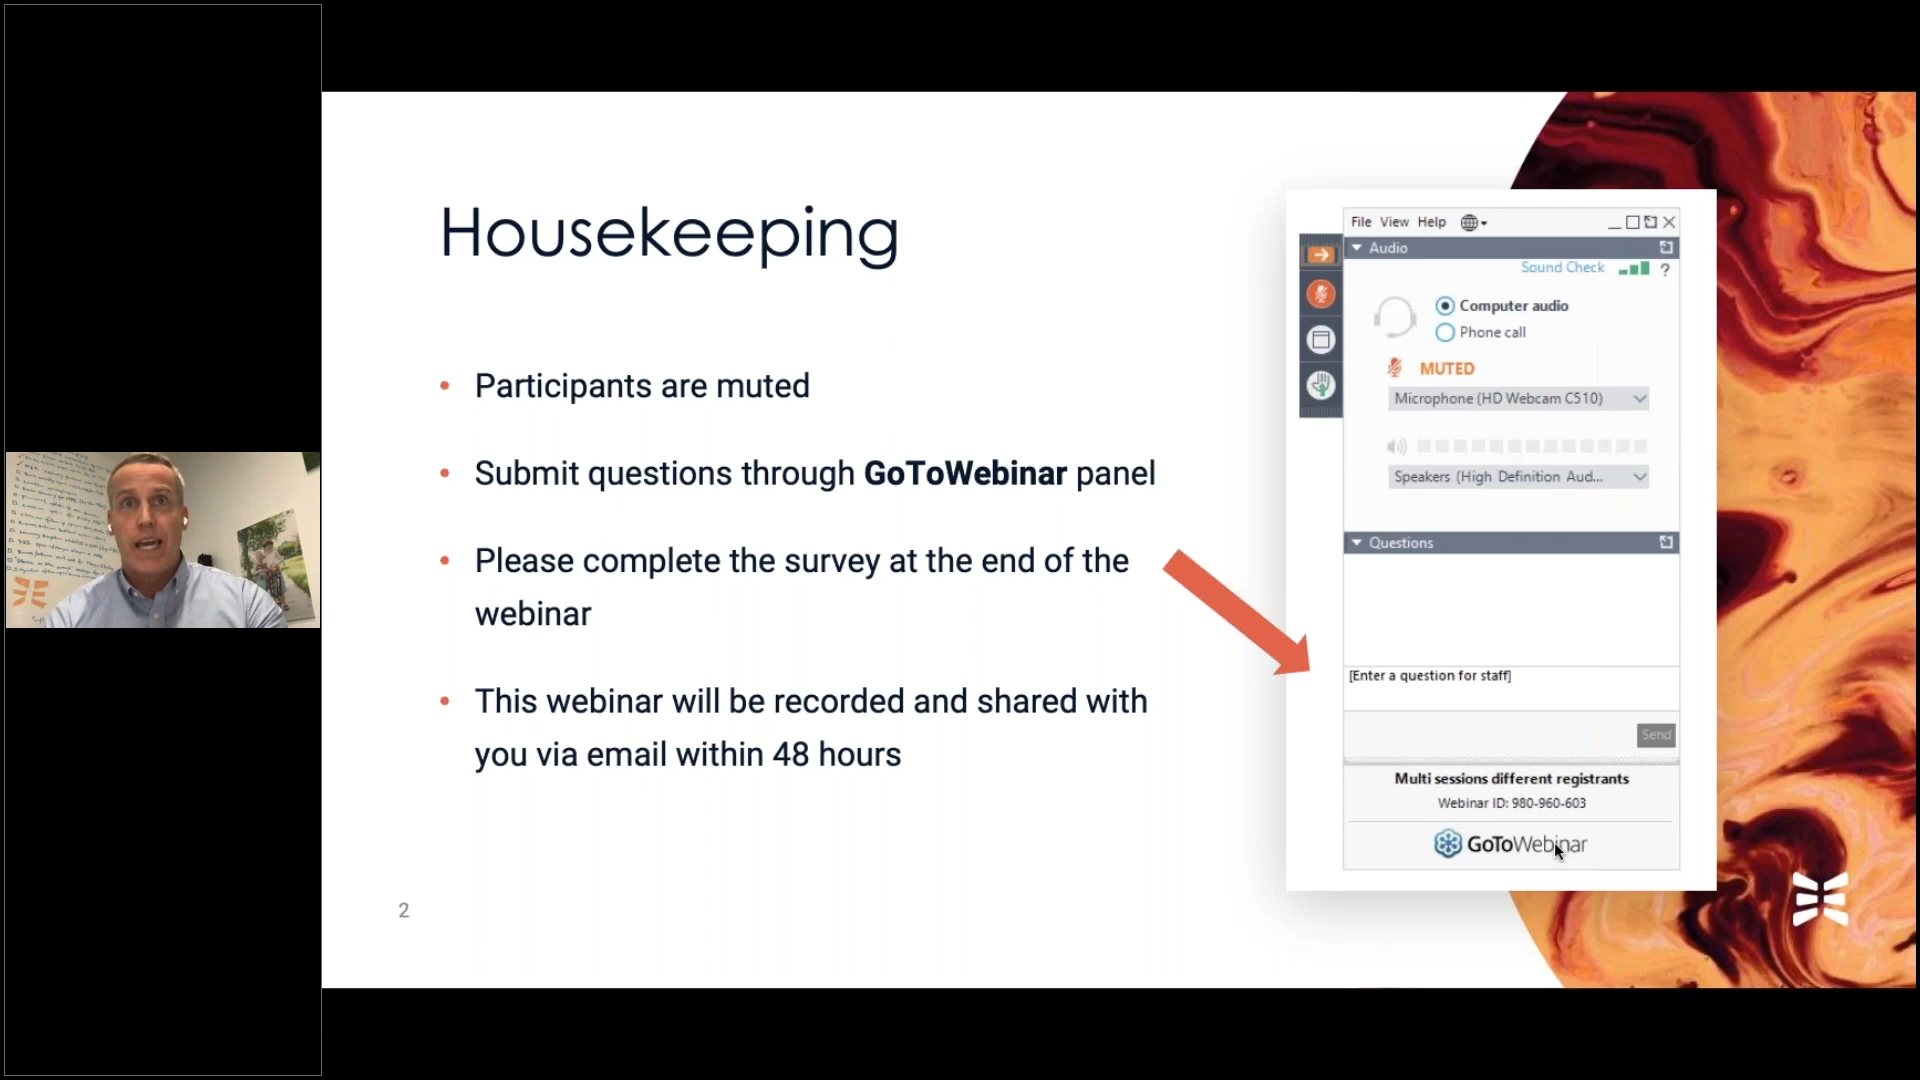 Housekeeping
• Participants are muted
• Submit questions through GoToWebinar panel
• Please complete the survey at the end of the
webinar
• This webinar will be recorded and shared with
you via email within 48 hours
2
File View Help
Audio
Sound Check ?
Computer audio
Phone call
MUTED
Microphone (HD Webcam C510)
Speakers (High Definition Aud...
Questions
[Enter a question for staff]
Send
Multi sessions different registrants
Webinar ID: 980-960-603
GoToWebinar